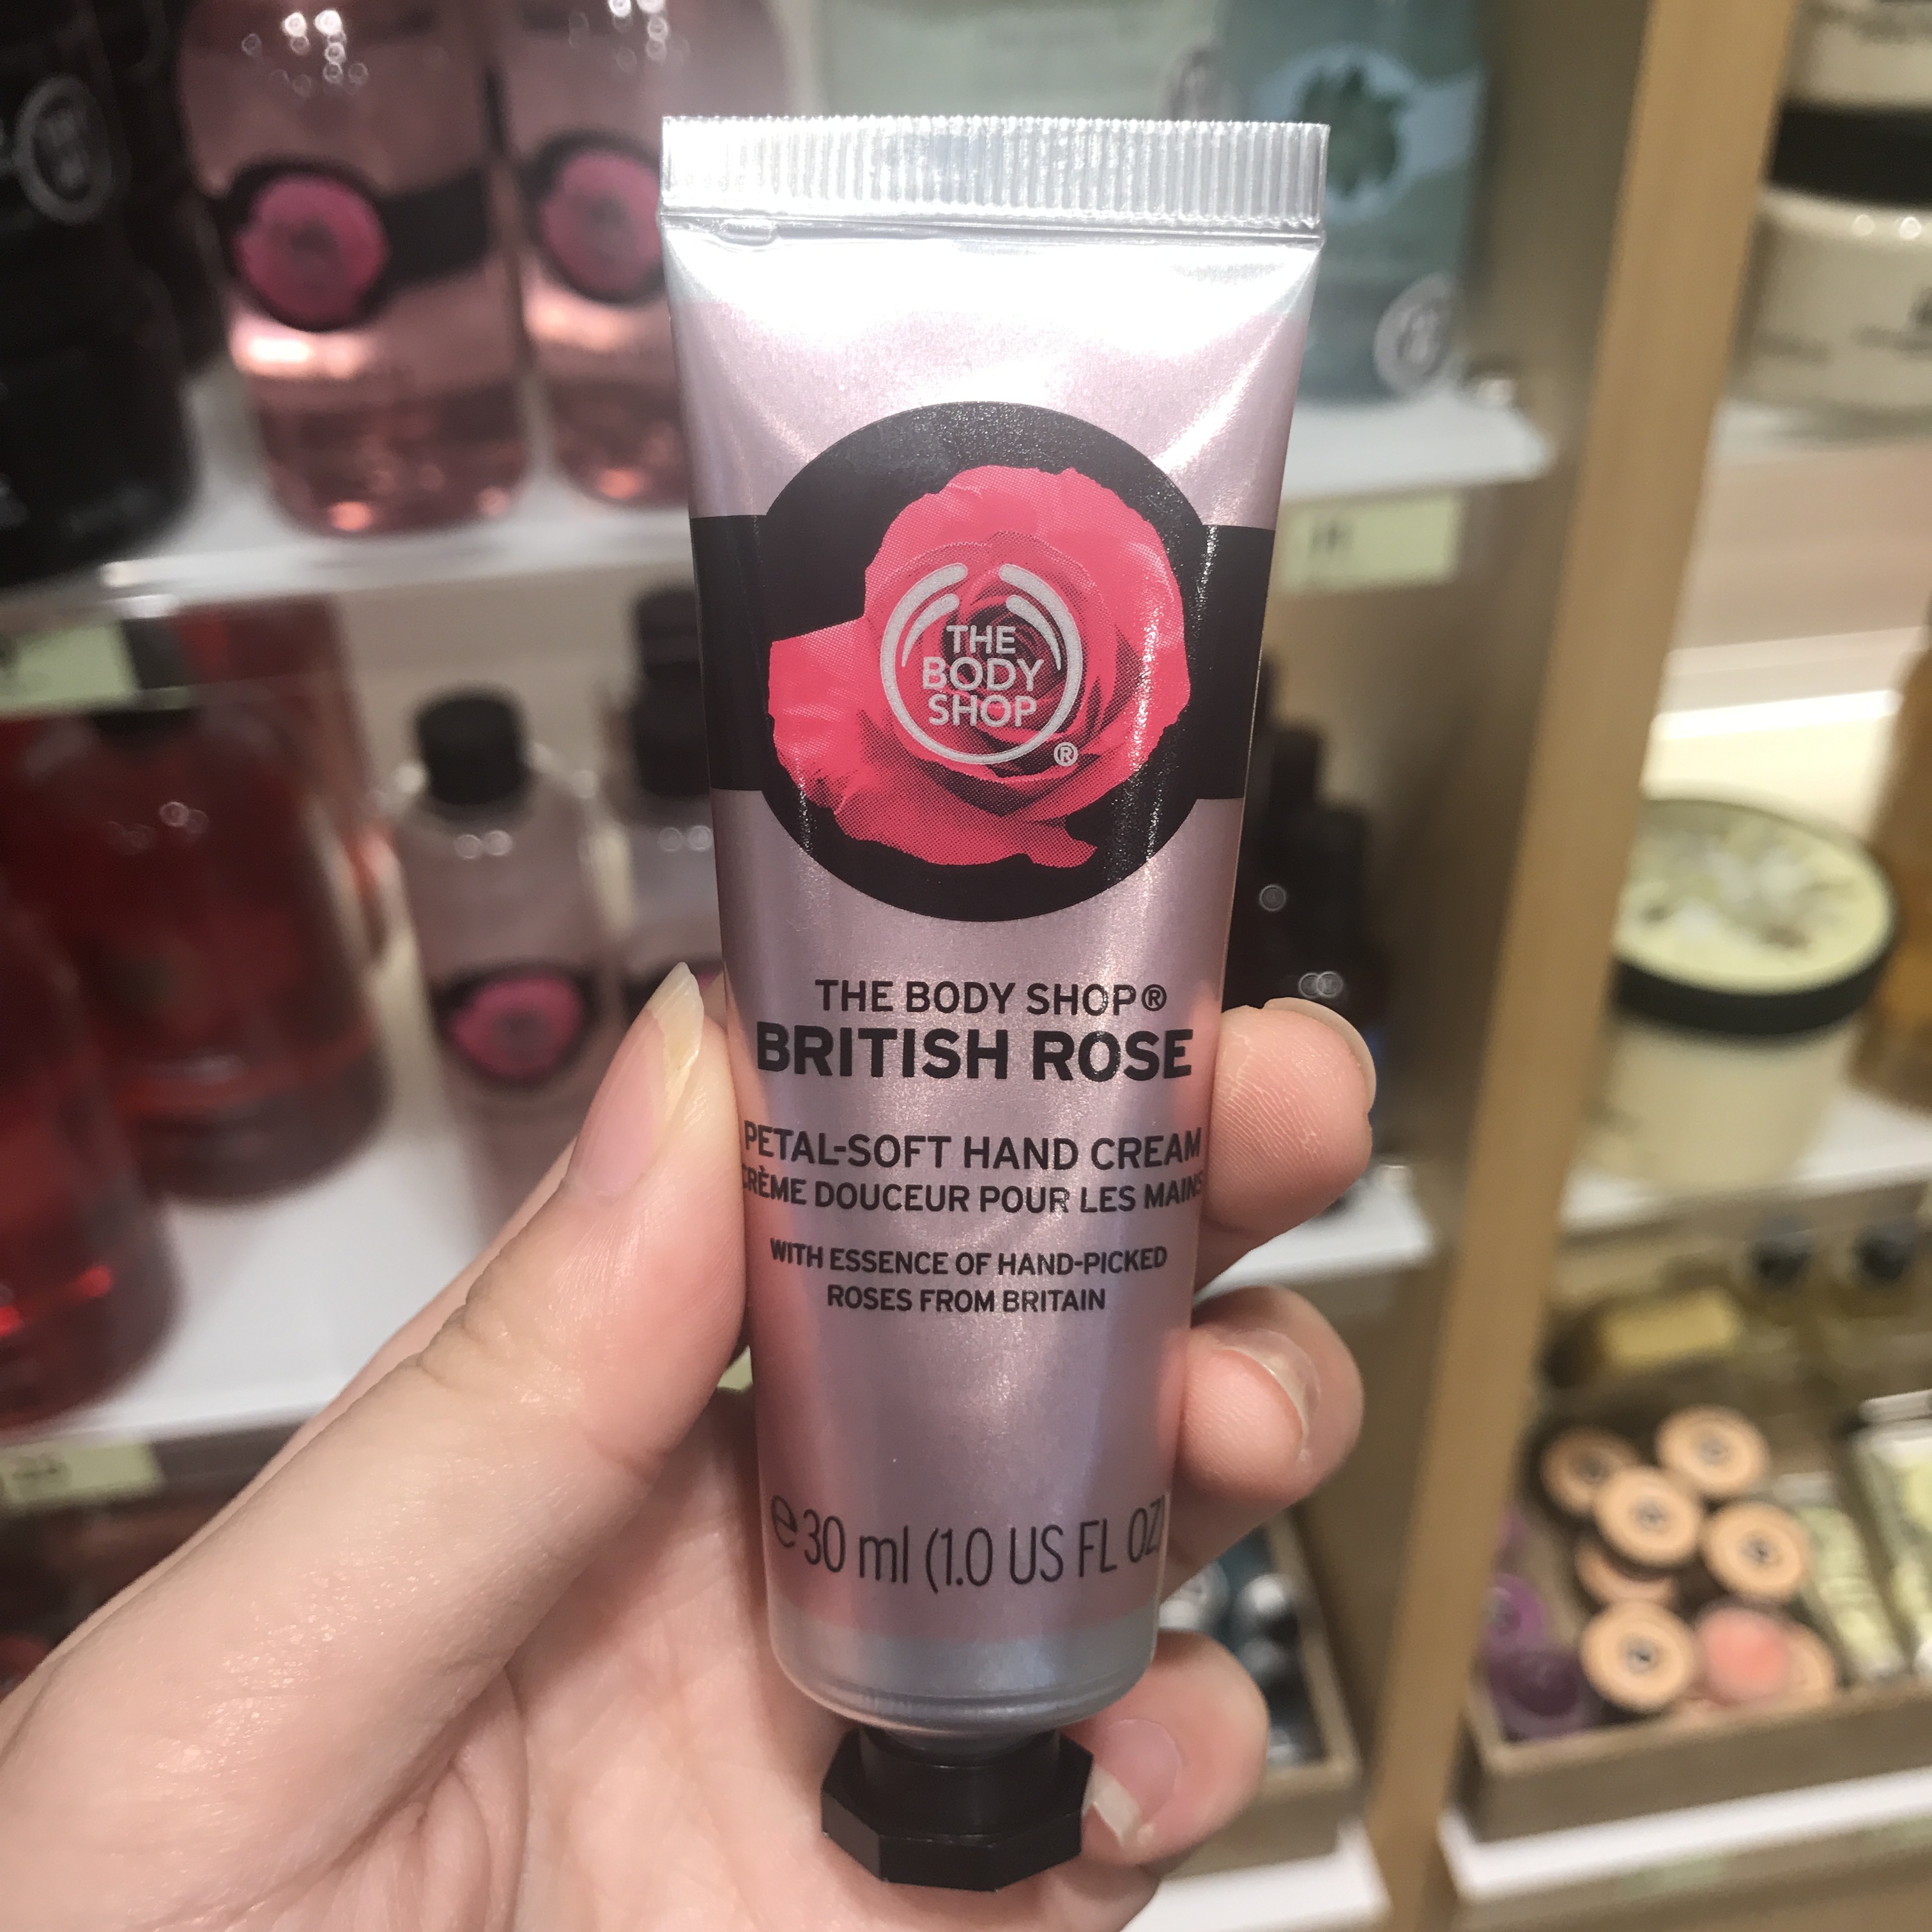 THE
BODY
SHOP
®
THE BODY SHOP®
BRITISH ROSE
PETAL-SOFT HAND CREAM
CRÈME DOUCEUR POUR LES MAINS
WITH ESSENCE OF HAND-PICKED
ROSES FROM BRITAIN
℮ 30 ml (1.0 US FL OZ)